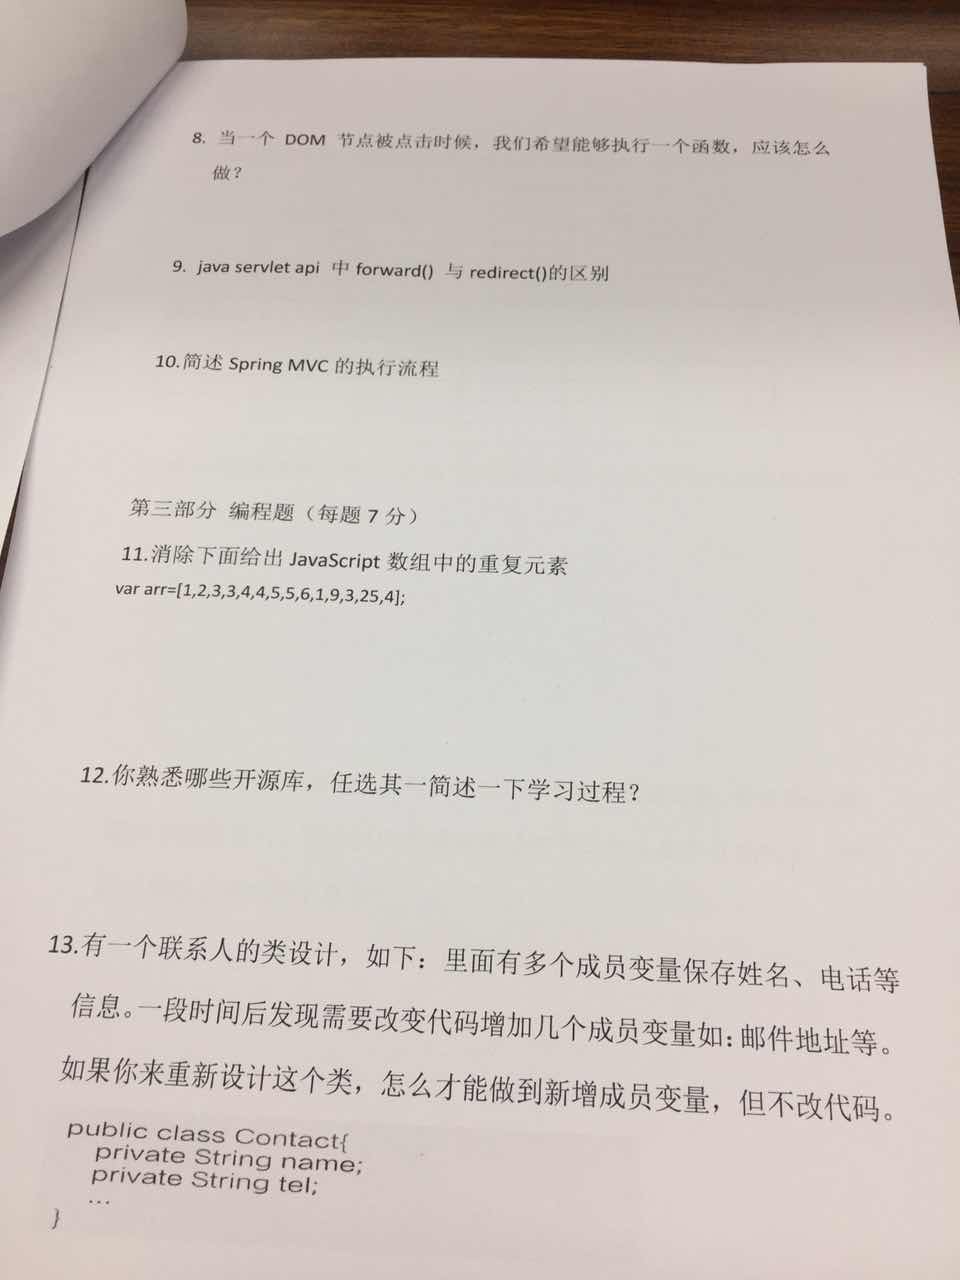 8. 当一个 DOM 节点被点击时候，我们希望能够执行一个函数，应该怎么
做？
9. java servlet api 中 forward() 与 redirect()的区别
10.简述 Spring MVC 的执行流程
第三部分 编程题（每题 7 分）
11.消除下面给出 JavaScript 数组中的重复元素
var arr=[1,2,3,3,4,4,5,5,6,1,9,3,25,4];
12.你熟悉哪些开源库，任选其一简述一下学习过程？
13.有一个联系人的类设计，如下：里面有多个成员变量保存姓名、电话等
信息。一段时间后发现需要改变代码增加几个成员变量如：邮件地址等。
如果你来重新设计这个类，怎么才能做到新增成员变量，但不改代码。
public class Contact{
private String name;
private String tel;
...
}